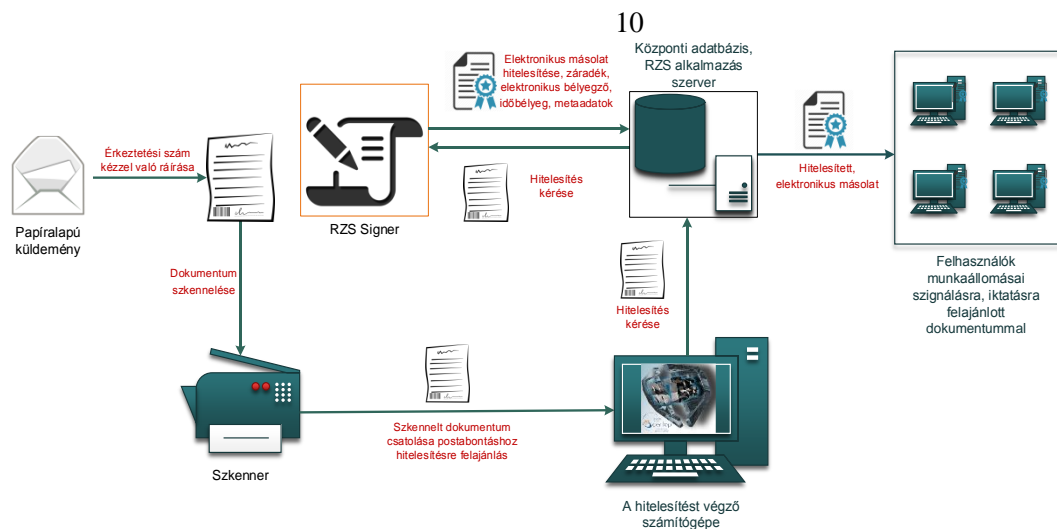 10
Elektronikus másolat
hitelesítése, záradék,
elektronikus bélyegző,
időbélyeg, metaadatok
Központi adatbázis,
RZS alkalmazás
szerver
Érkeztetési szám
kézzel való ráírása
Papíralapú
küldemény
RZS Signer
Hitelesítés
kérése
Hitelesített,
elektronikus másolat
Felhasználók
munkaállomásai
szignálásra, iktatásra
felajánlott
dokumentummal
Dokumentum
szkennelése
Hitelesítés
kérése
Szkenner
Szkennelt dokumentum
csatolása postabontáshoz
hitelesítésre felajánlás
A hitelesítést végző
számítógépe